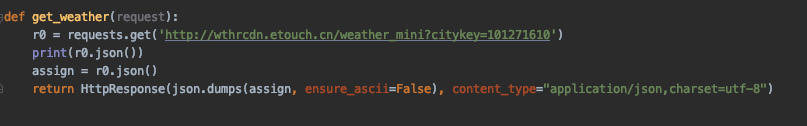 def get_weather(request):
    r0 = requests.get('http://wthrcdn.etouch.cn/weather_mini?citykey=101271610')
    print(r0.json())
    assign = r0.json()
    return HttpResponse(json.dumps(assign, ensure_ascii=False), content_type="application/json,charset=utf-8")